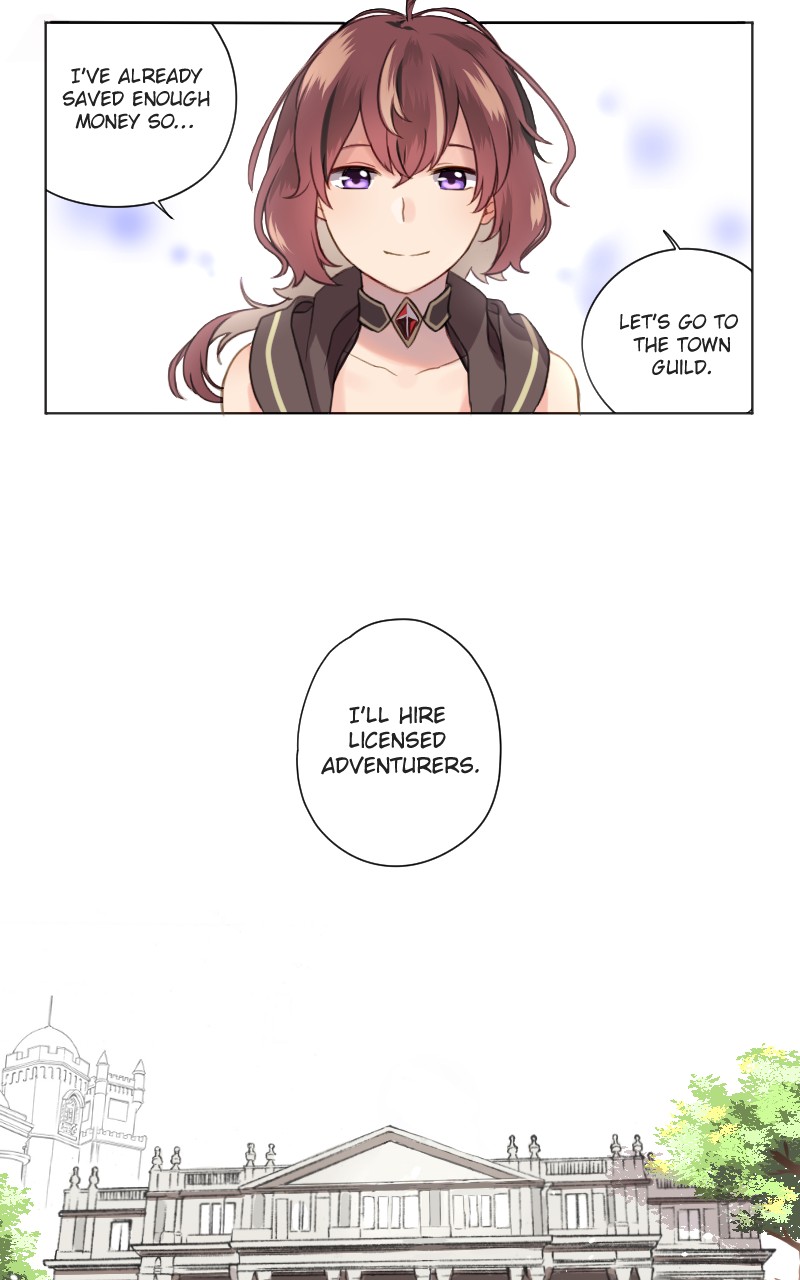 I'VE ALREADY
SAVED ENOUGH
MONEY SO...
LET'S GO TO
THE TOWN
GUILD.
I'LL HIRE
LICENSED
ADVENTURERS.